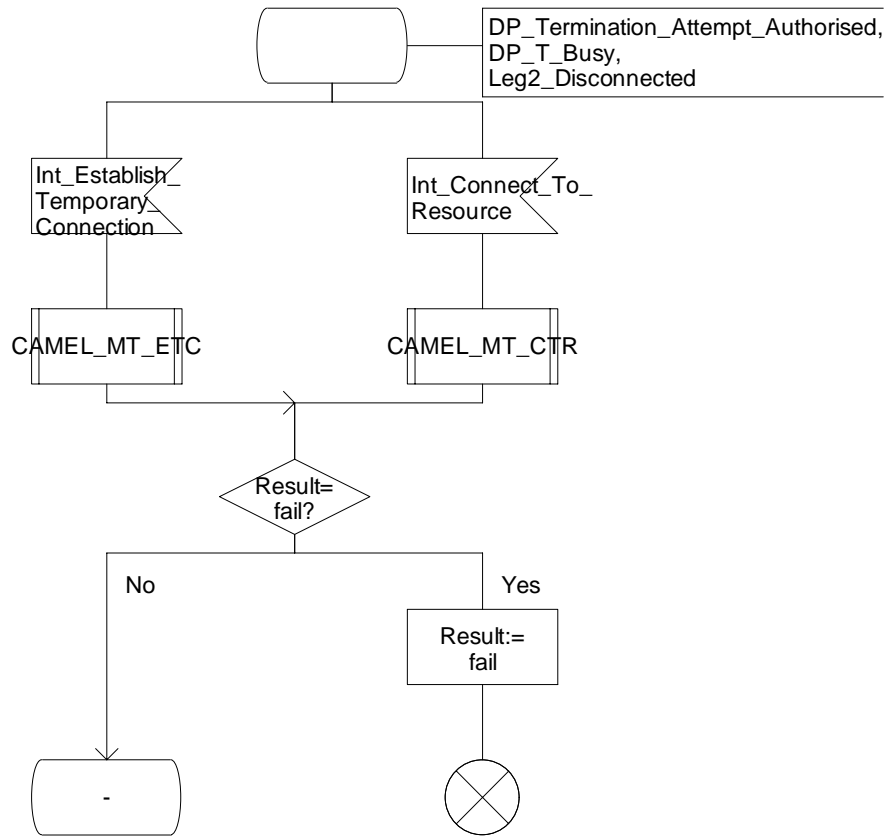 DP_Termination_Attempt_Authorised,
DP_T_Busy,
Leg2_Disconnected
Int_Establish_
Temporary_
Connection
Int_Connect_To_
Resource
CAMEL_MT_ETC
CAMEL_MT_CTR
Result=
fail?
No
Yes
Result:=
fail
-